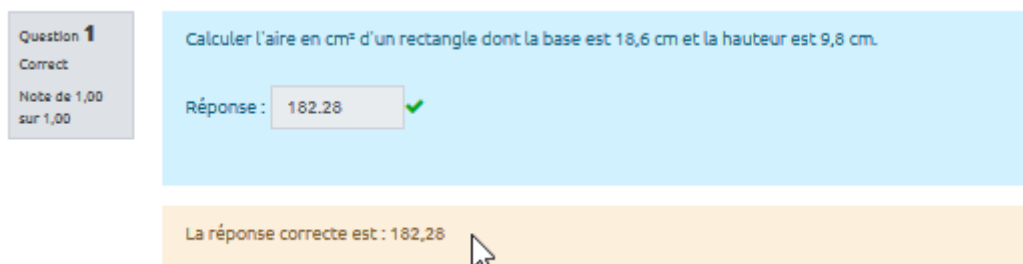 Question 1
Correct
Note de 1,00
sur 1,00
Calculer l'aire en cm² d'un rectangle dont la base est 18,6 cm et la hauteur est 9,8 cm.
Réponse : 182.28
La réponse correcte est : 182,28